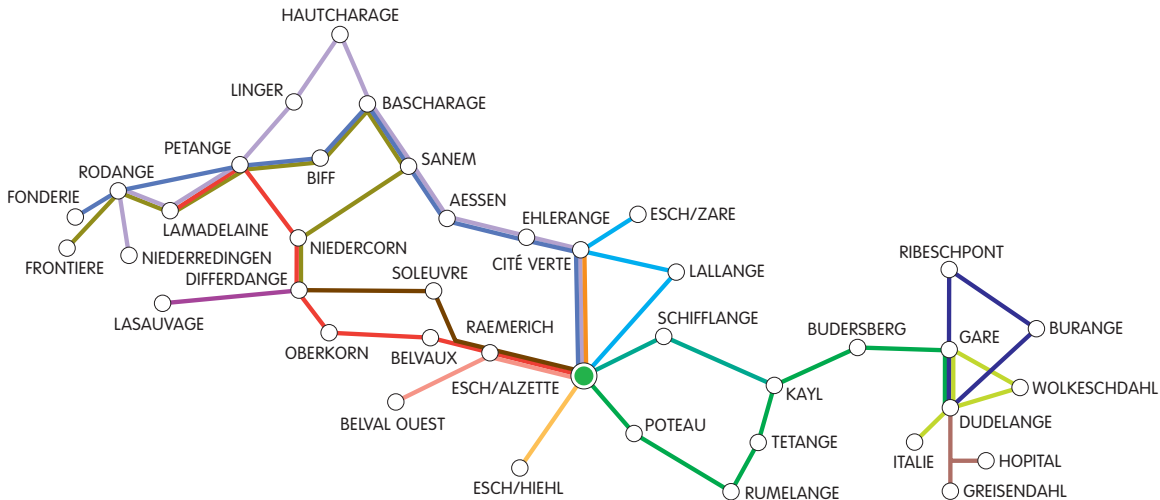 HAUTCHARAGE
LINGER
BASCHARAGE
PETANGE
SANEM
RODANGE
BIFF
FONDERIE
AESSEN
EHLERANGE
ESCH/ZARE
LAMADELAINE
NIEDERCORN
FRONTIERE
NIEDERREDINGEN
CITÉ VERTE
RIBESCHPONT
DIFFERDANGE
SOLEUVRE
LALLANGE
LASAUVAGE
RAEMERICH
SCHIFFLANGE
BUDERSBERG
GARE
BURANGE
OBERKORN
BELVAUX
ESCH/ALZETTE
KAYL
WOLKESCHDAHL
BELVAL OUEST
POTEAU
TETANGE
DUDELANGE
ITALIE
HOPITAL
ESCH/HIEHL
RUMELANGE
GREISENDAHL